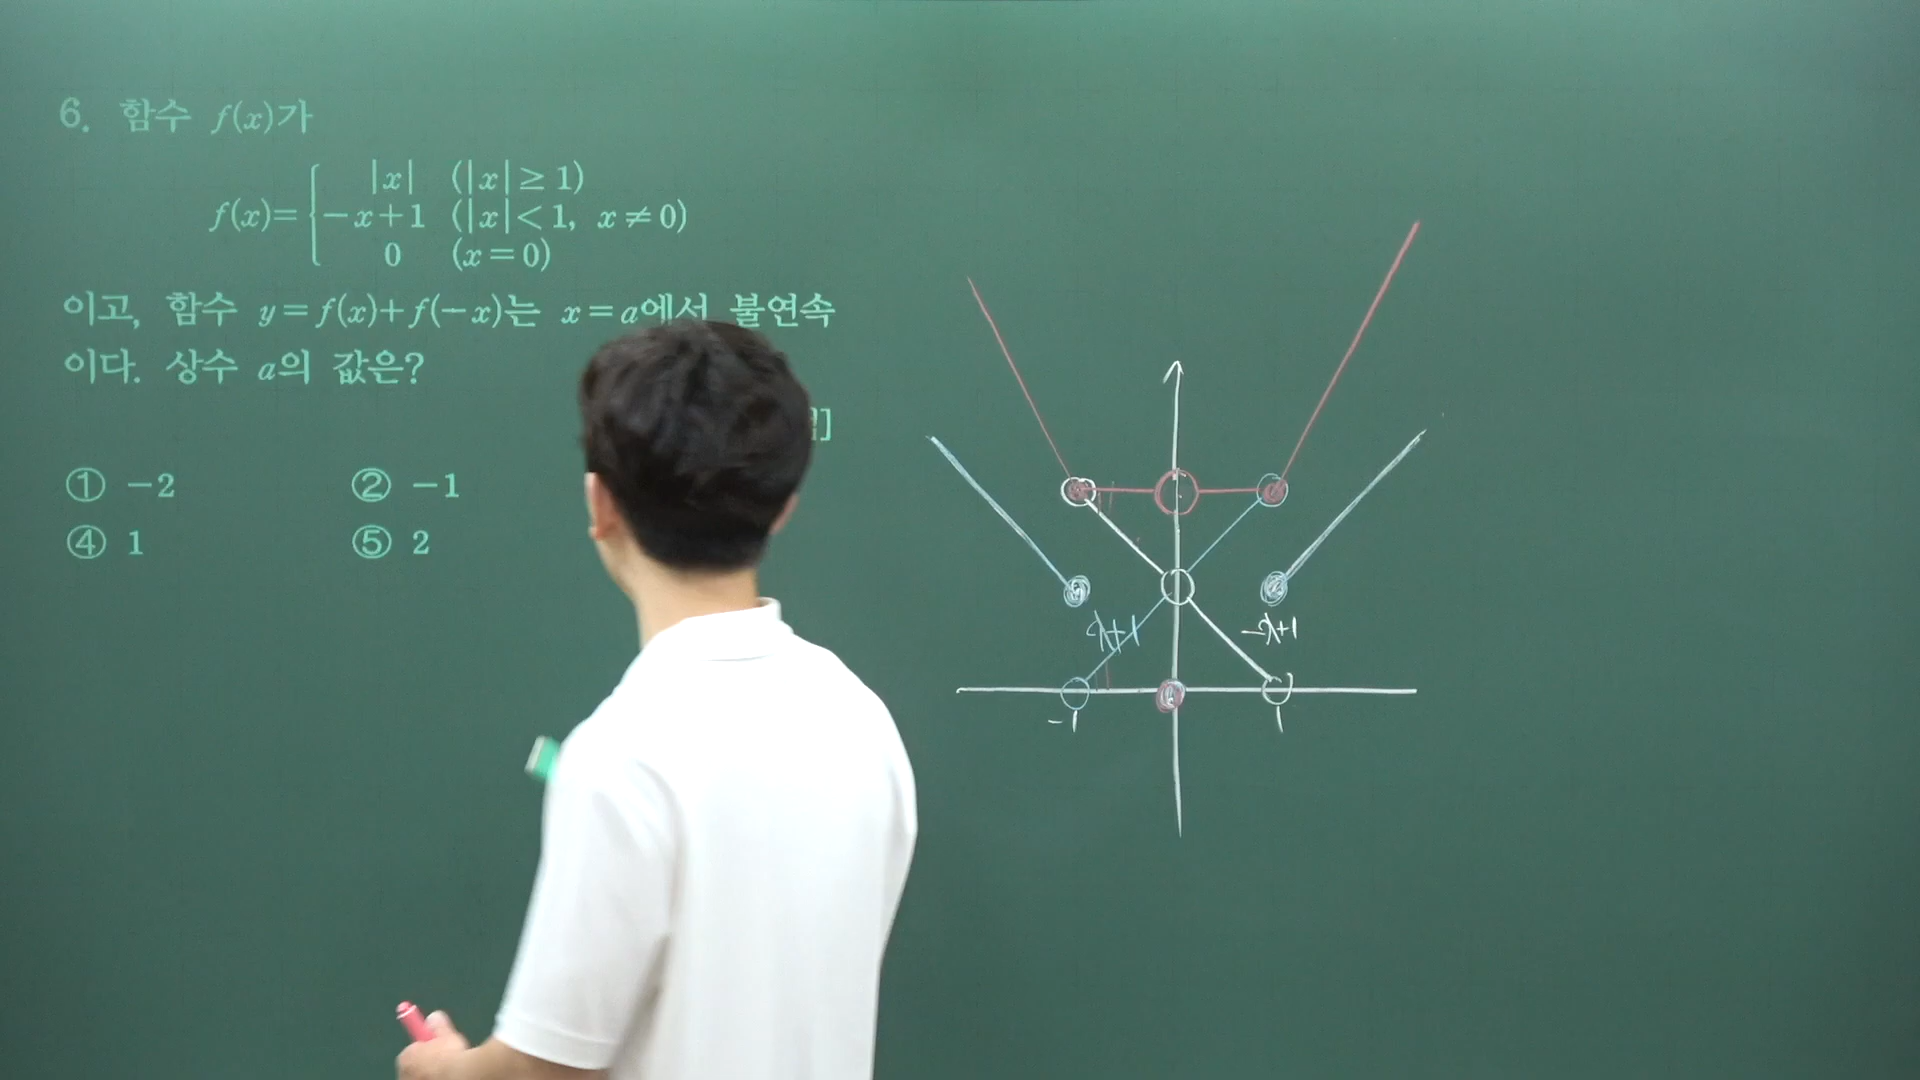 6. 함수 f(x)가
f(x)={ |x| (|x|≥1)
-x+1 (|x|<1, x≠0)
0 (x=0)
이고, 함수 y=f(x)+f(-x)는 x=a에서 불연속
이다. 상수 a의 값은?
]
① -2 ② -1
④ 1 ⑤ 2
x+1 -x+1
-1 1